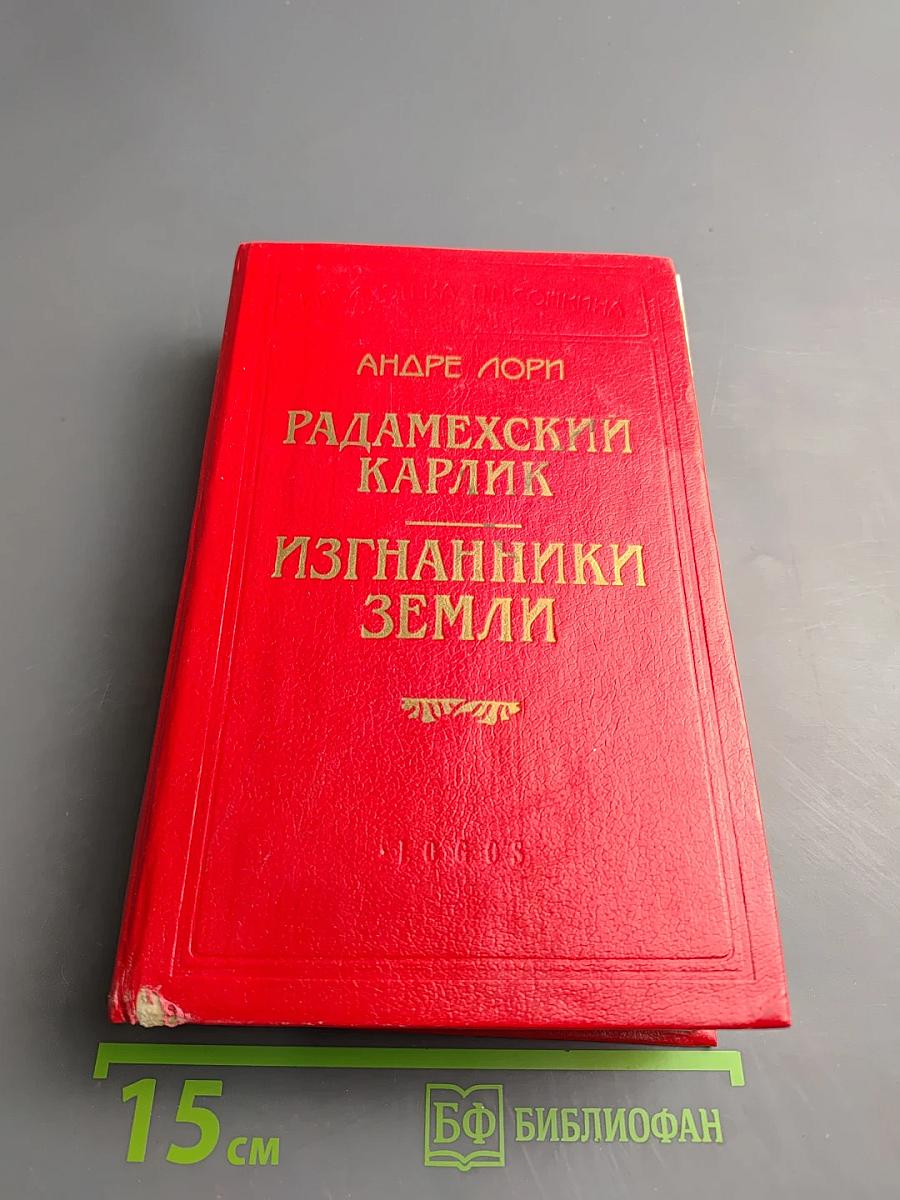 АНДРЕ ЛОРИ
РАДАМЕХСКИЙ
КАРЛИК
ИЗГНАННИКИ
ЗЕМЛИ
LOGOS
15 см
БФ БИБЛИОФАН